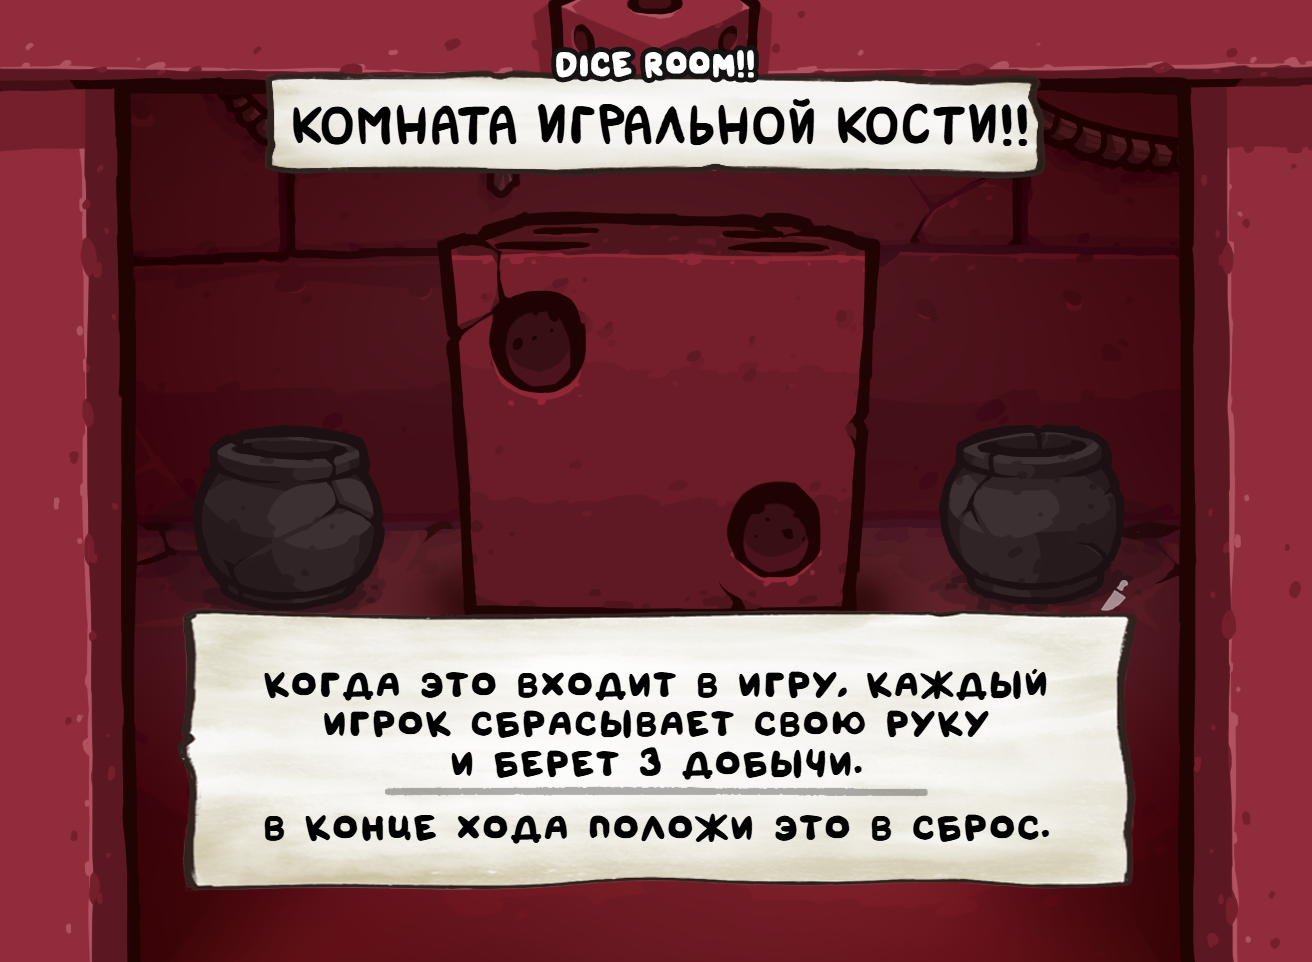 DICE ROOM!!
КОМНАТА ИГРАЛЬНОЙ КОСТИ!!
КОГДА ЭТО ВХОДИТ В ИГРУ, КАЖДЫЙ
ИГРОК СБРАСЫВАЕТ СВОЮ РУКУ
И БЕРЕТ 3 ДОБЫЧИ.
В КОНЦЕ ХОДА ПОЛОЖИ ЭТО В СБРОС.